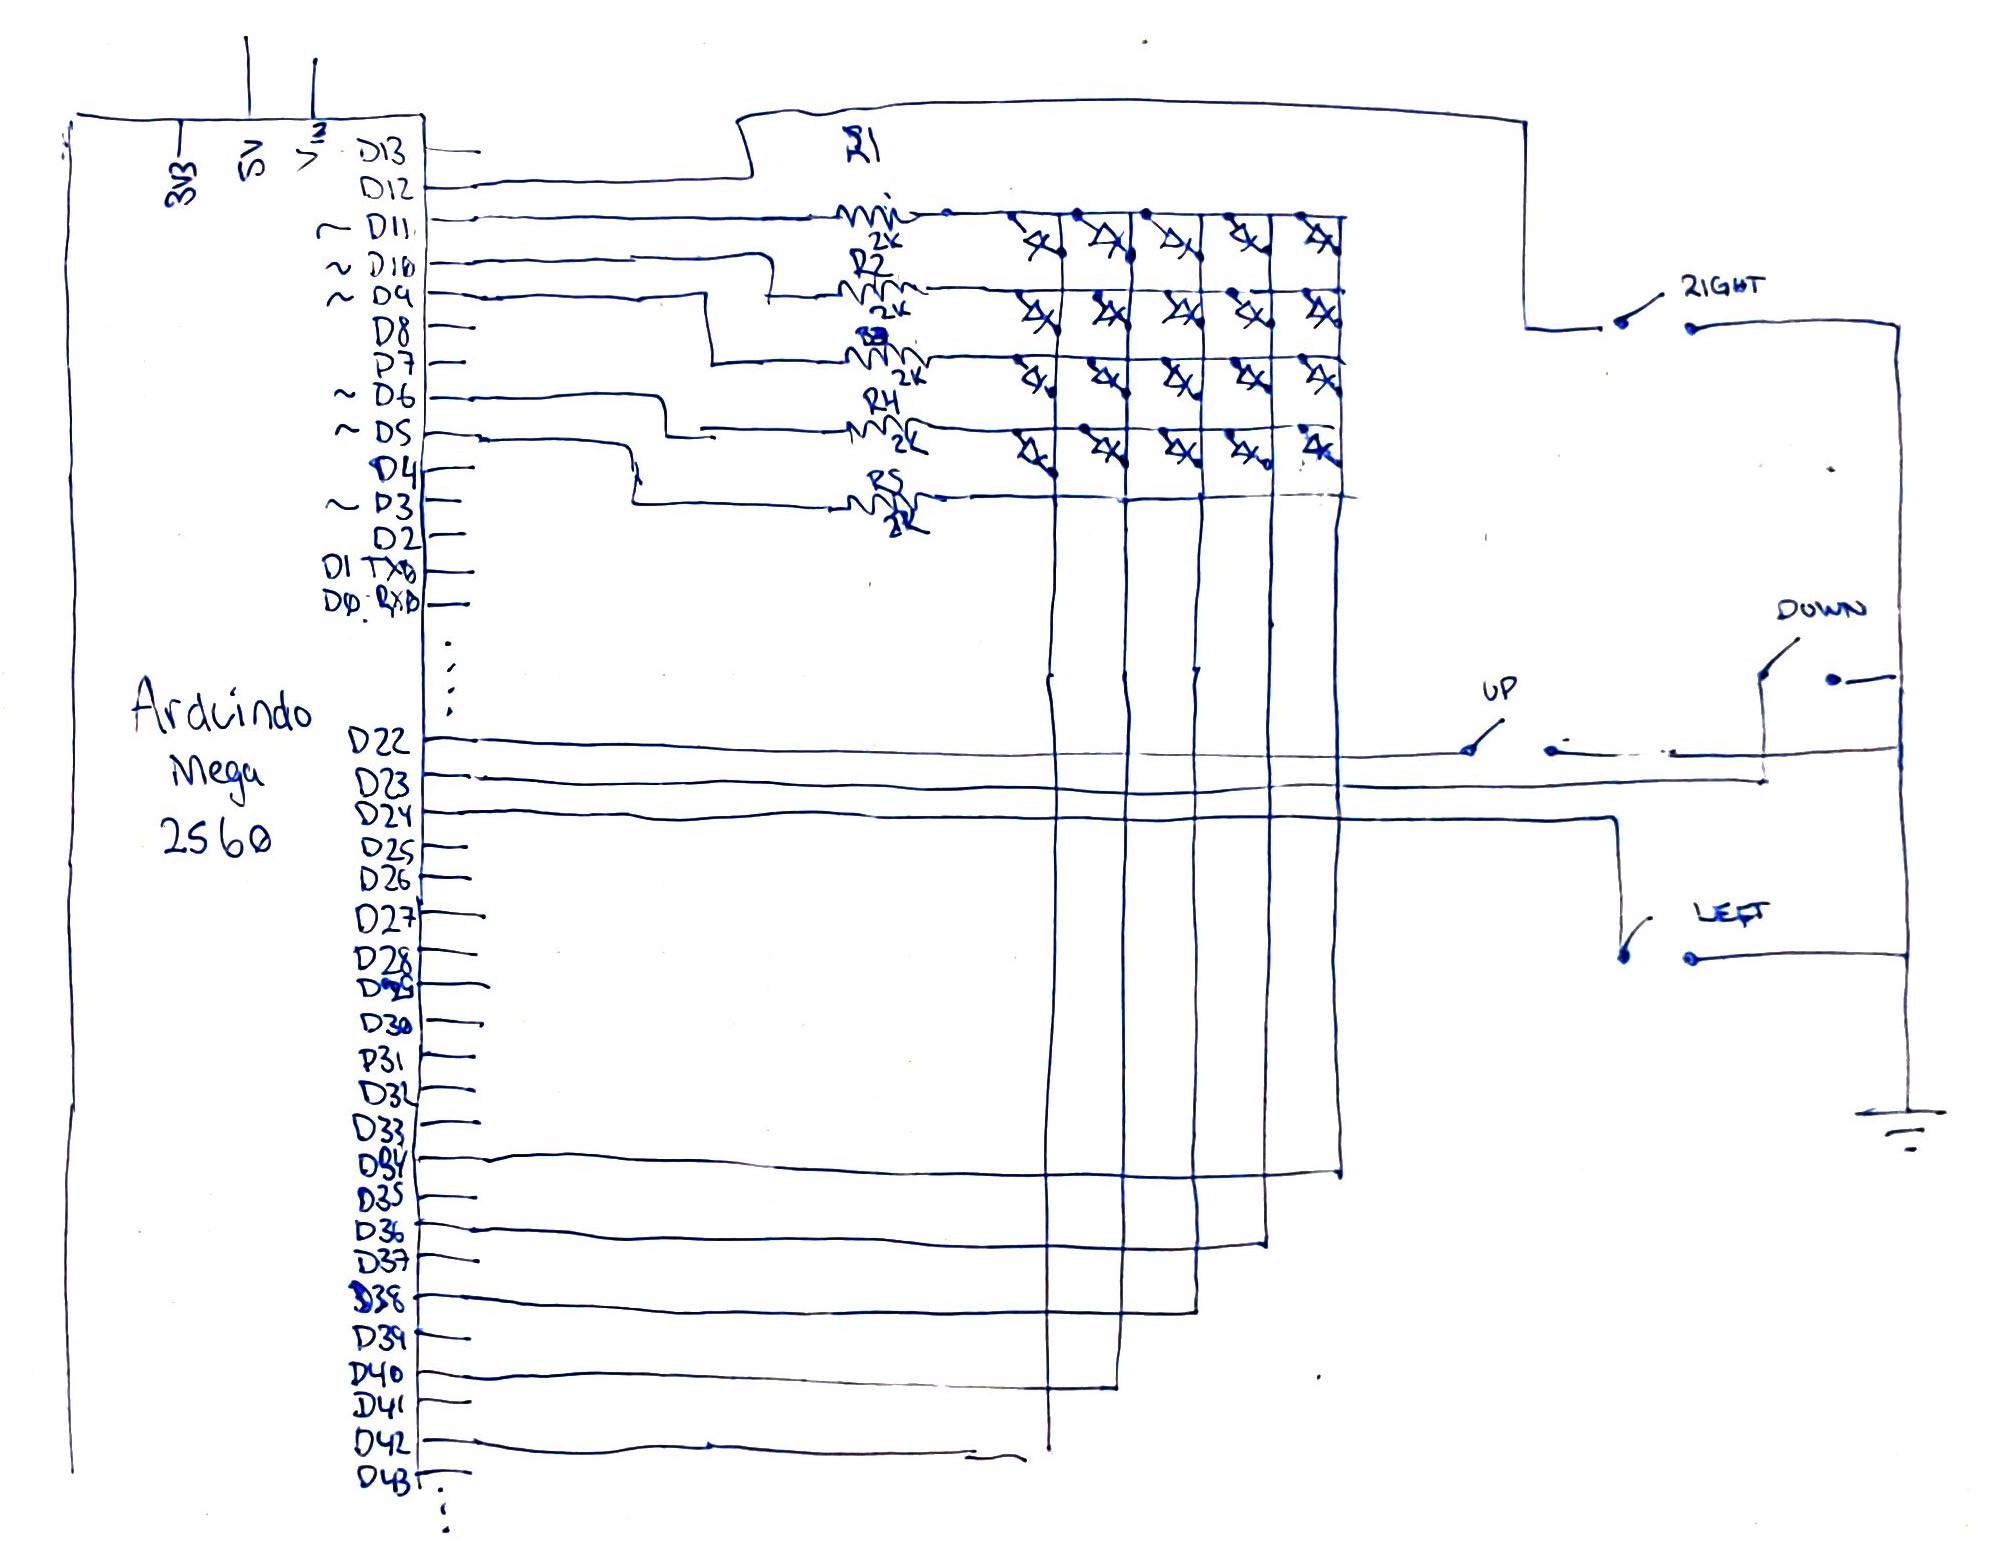 3V3
5V
D13
D12
~ D11
~ D10
~ D9
D8
D7
~ D6
~ D5
D4
~ D3
D2
D1 TX0
D0 RX0
R1
2K
R2
2K
2K
R4
2K
R5
2K
RIGHT
DOWN
UP
LEFT
Arduindo
Mega
2560
D22
D23
D24
D25
D26
D27
D28
D29
D30
D31
D32
D33
D34
D35
D36
D37
D38
D39
D40
D41
D42
D43